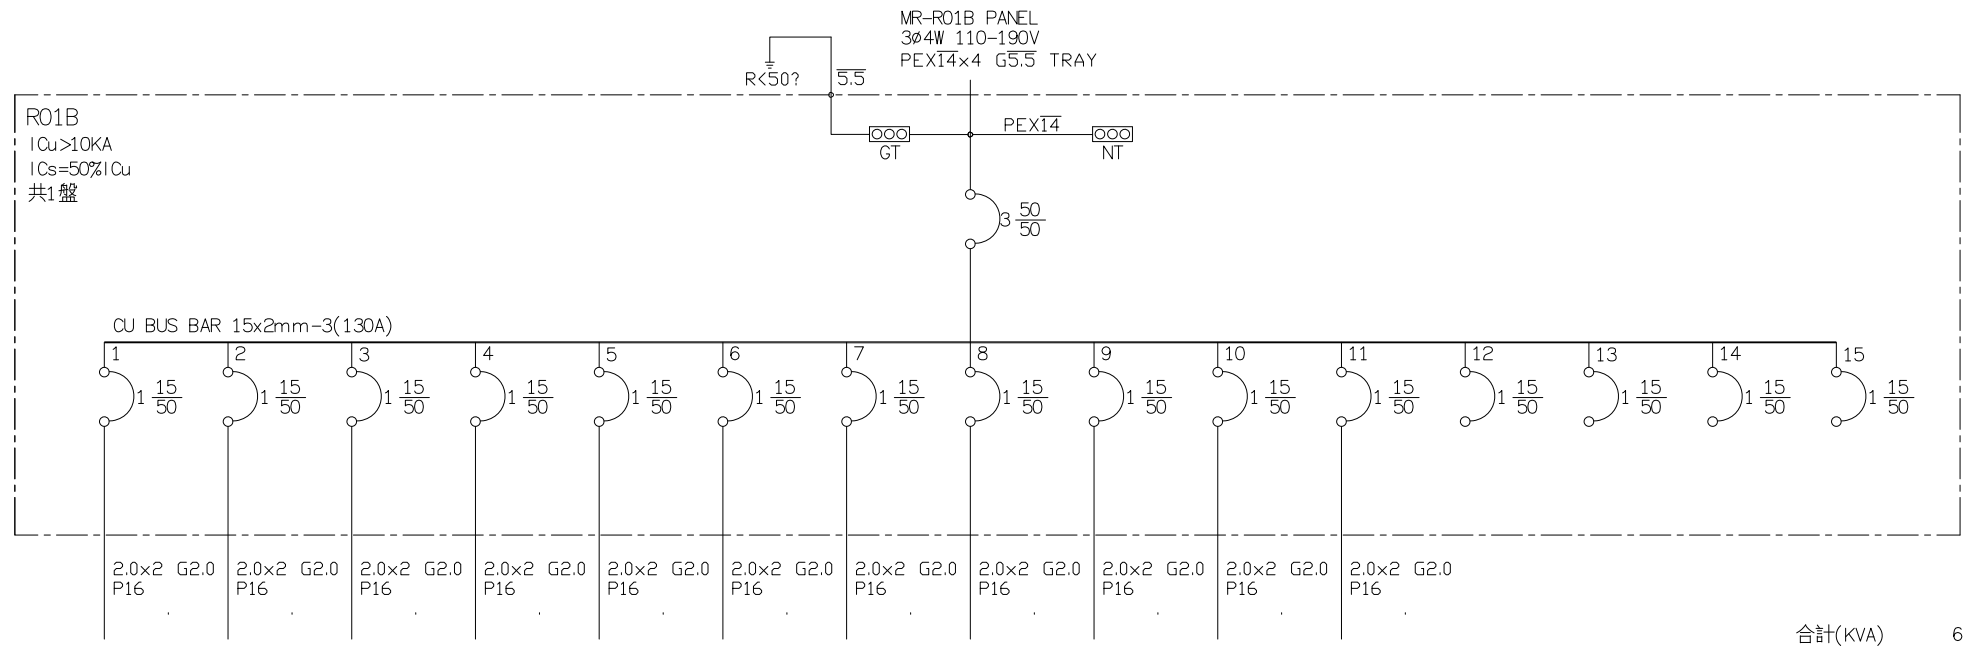 MR-R01B PANEL
3ø4W 110-190V
PEX14x4 G5.5 TRAY
R<50?
5.5
R01B
ICu>10KA
ICs=50%ICu
共1盤
PEX14
GT
NT
3 50/50
CU BUS BAR 15x2mm-3(130A)
1 2 3 4 5 6 7 8 9 10 11 12 13 14 15
1 15/50 1 15/50 1 15/50 1 15/50 1 15/50 1 15/50 1 15/50 1 15/50 1 15/50 1 15/50 1 15/50 1 15/50 1 15/50 1 15/50 1 15/50
2.0x2 G2.0 2.0x2 G2.0 2.0x2 G2.0 2.0x2 G2.0 2.0x2 G2.0 2.0x2 G2.0 2.0x2 G2.0 2.0x2 G2.0 2.0x2 G2.0 2.0x2 G2.0 2.0x2 G2.0
P16 P16 P16 P16 P16 P16 P16 P16 P16 P16 P16
合計(KVA) 6